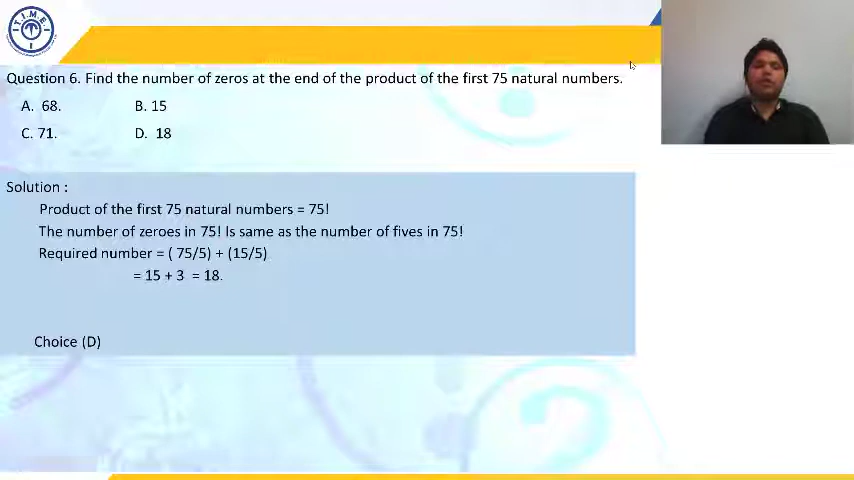 T.I.M.E.
Question 6. Find the number of zeros at the end of the product of the first 75 natural numbers.
A. 68. B. 15
C. 71. D. 18
Solution :
Product of the first 75 natural numbers = 75!
The number of zeroes in 75! Is same as the number of fives in 75!
Required number = ( 75/5) + (15/5)
= 15 + 3 = 18.
Choice (D)